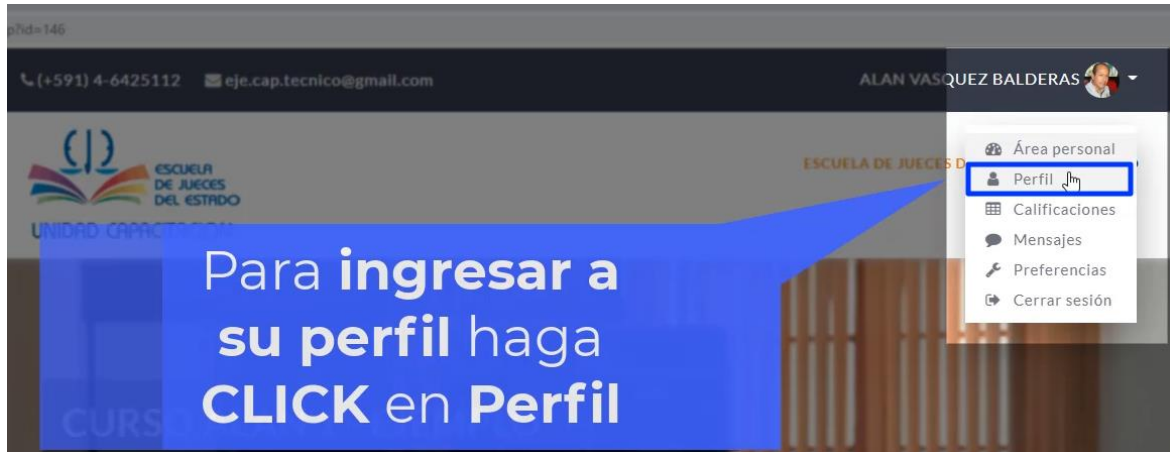 p?id=146
(+591) 4-6425112 eje.cap.tecnico@gmail.com
ALAN VASQUEZ BALDERAS
ESCUELA
DE JUECES
DEL ESTADO
UNIDAD CAPACITACION
ESCUELA DE JUECES D
Área personal
Perfil
Calificaciones
Mensajes
Preferencias
Cerrar sesión
Para ingresar a
su perfil haga
CLICK en Perfil
CURS